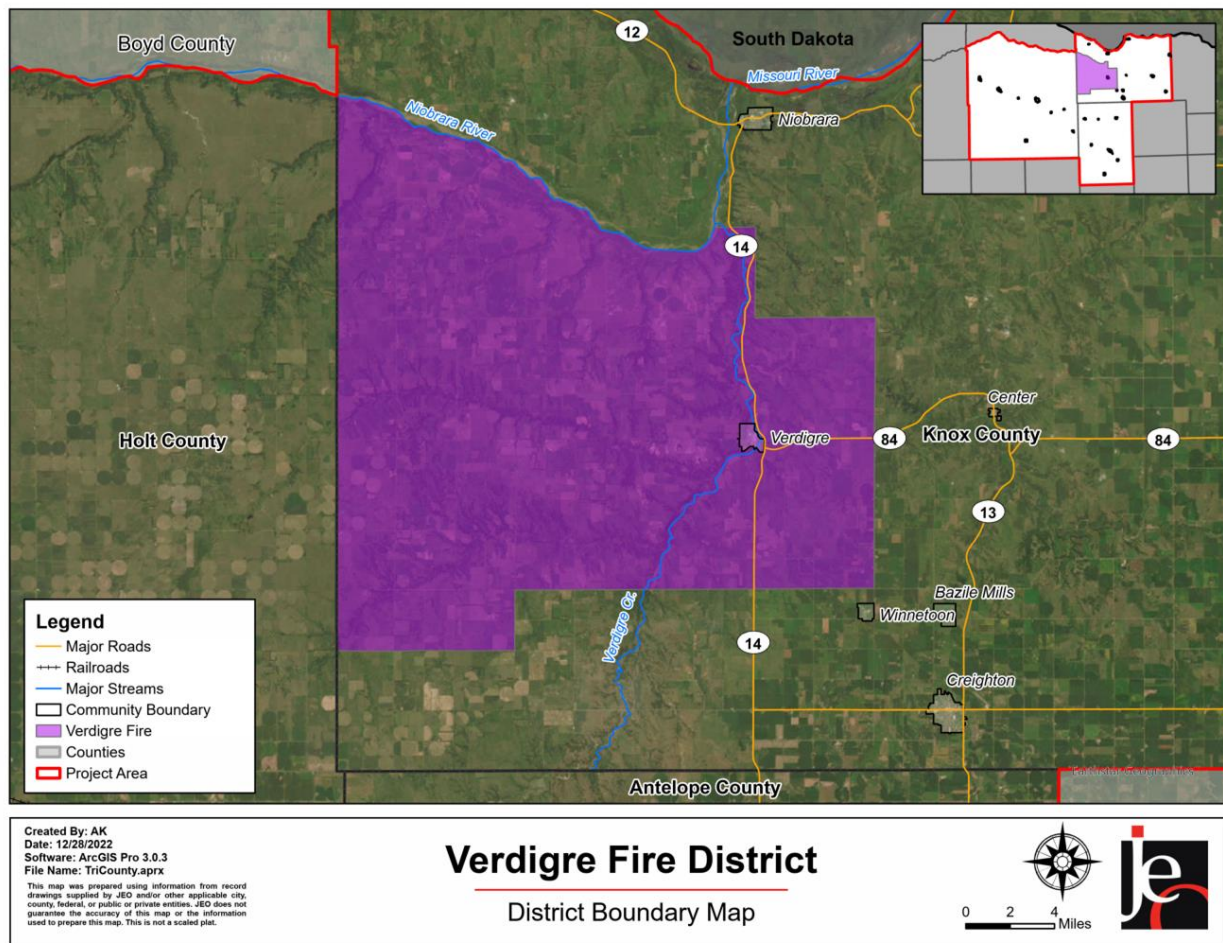 Boyd County
12
South Dakota
Missouri River
Niobrara River
Niobrara
14
Holt County
Verdigre
84
Center
Knox County
84
13
Bazile Mills
Winnetoon
Verdigre Cr.
14
Creighton
Antelope County
Legend
Major Roads
Railroads
Major Streams
Community Boundary
Verdigre Fire
Counties
Project Area
Created By: AK
Date: 12/28/2022
Software: ArcGIS Pro 3.0.3
File Name: TriCounty.aprx
This map was prepared using information from record
drawings supplied by JEO and/or other applicable city,
county, federal, or public or private entities. JEO does not
guarantee the accuracy of this map or the information
used to prepare this map. This is not a scaled plat.
Verdigre Fire District
District Boundary Map
0 2 4
Miles
jeo